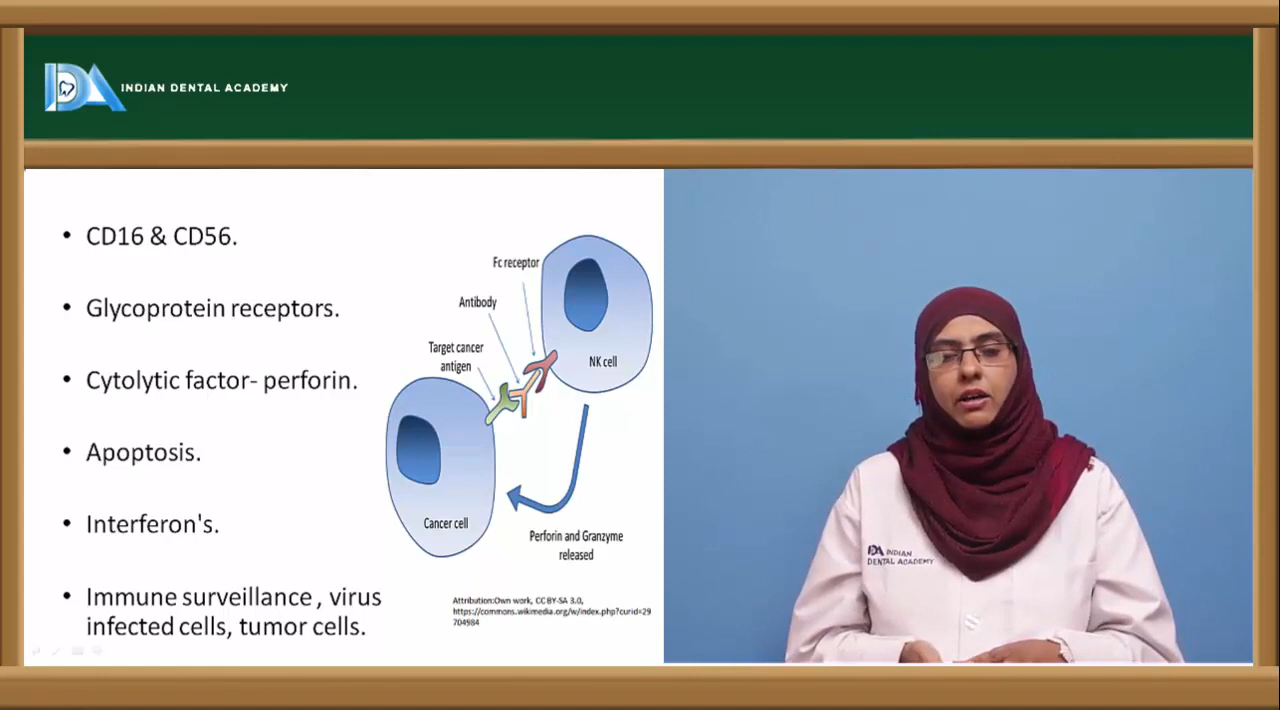 INDIAN DENTAL ACADEMY
• CD16 & CD56.
• Glycoprotein receptors.
• Cytolytic factor- perforin.
• Apoptosis.
• Interferon's.
• Immune surveillance , virus
infected cells, tumor cells.
Fc receptor
Antibody
Target cancer
antigen
NK cell
Cancer cell
Perforin and Granzyme
released
Attribution:Own work, CC BY-SA 3.0,
https://commons.wikimedia.org/w/index.php?curid=29
704984
IDA INDIAN
DENTAL ACADEMY